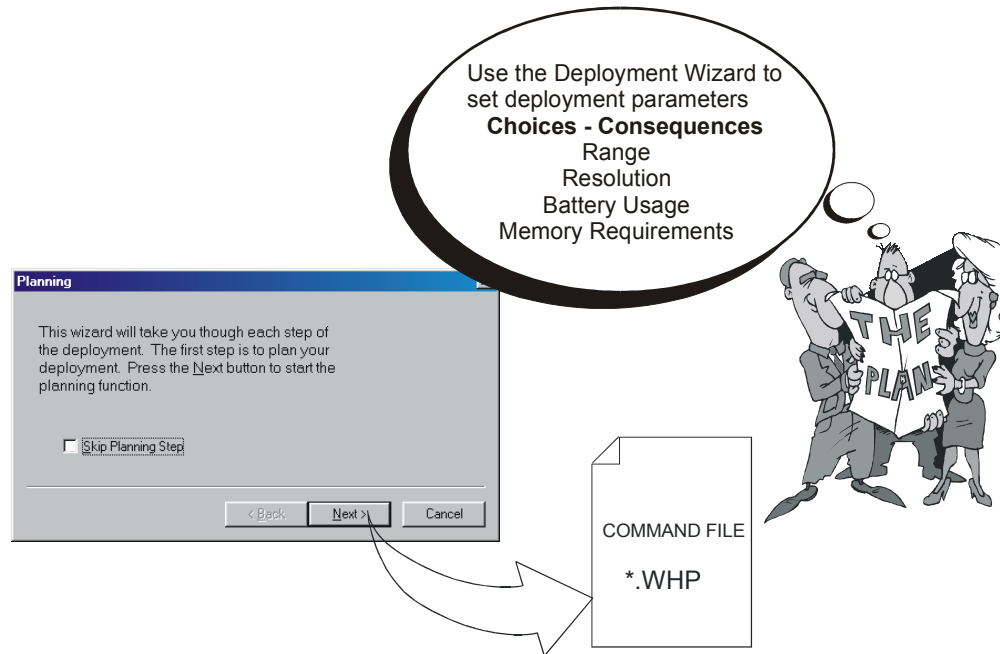 Use the Deployment Wizard to
set deployment parameters
Choices - Consequences
Range
Resolution
Battery Usage
Memory Requirements
Planning
This wizard will take you though each step of
the deployment. The first step is to plan your
deployment. Press the Next button to start the
planning function.
Skip Planning Step
< Back
Next >
Cancel
THE
PLAN
COMMAND FILE
*.WHP